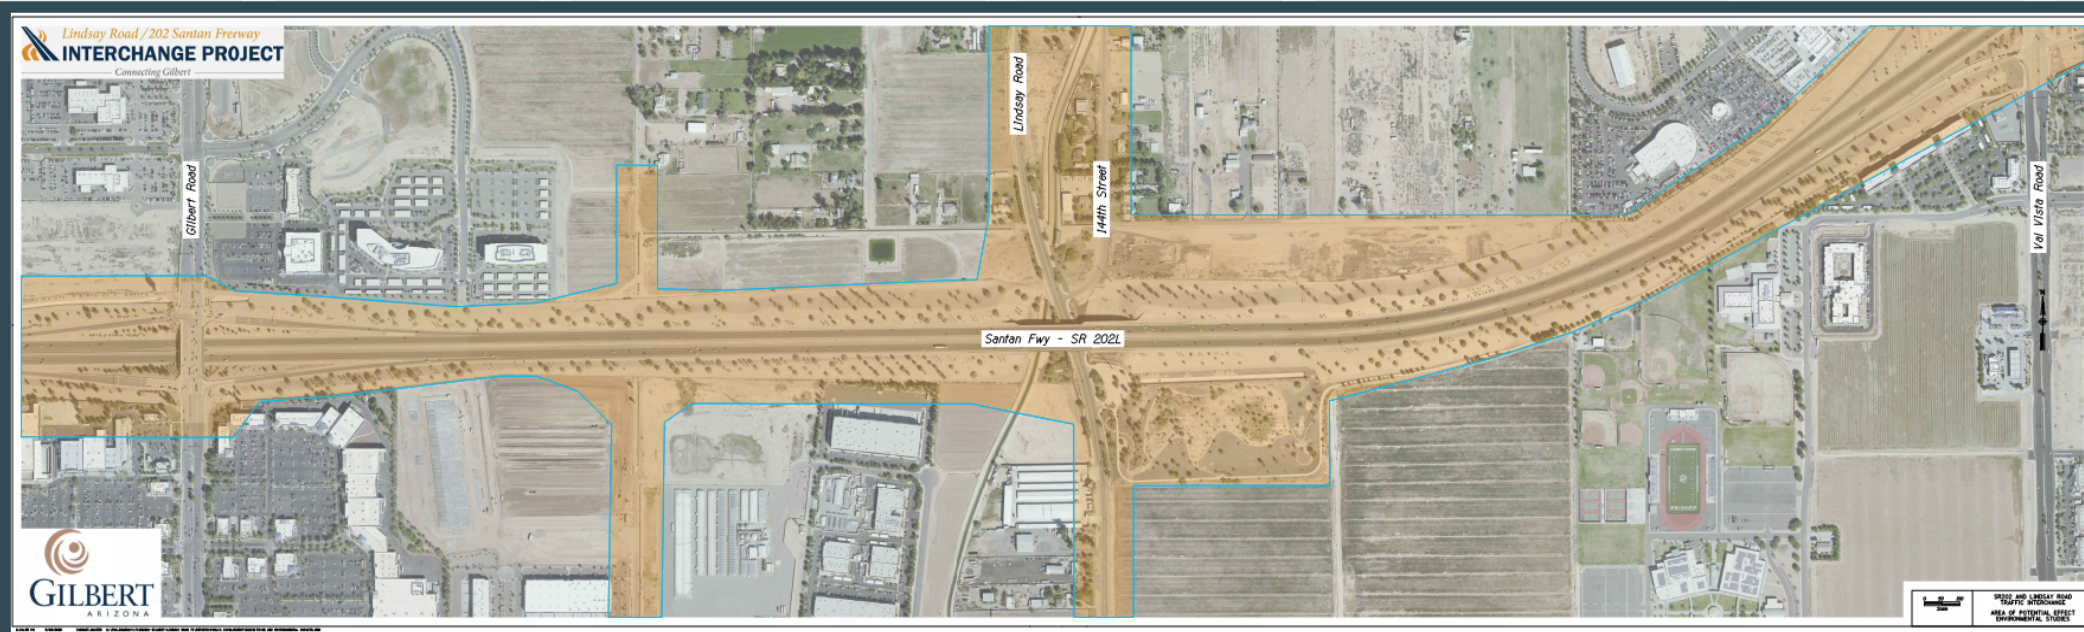 Lindsay Road / 202 Santan Freeway
INTERCHANGE PROJECT
Connecting Gilbert
Lindsay Road
Gilbert Road
144th Street
Val Vista Road
Santan Fwy - SR 202L
GILBERT
ARIZONA
SR202 AND LINDSAY ROAD
TRAFFIC INTERCHANGE
AREA OF POTENTIAL EFFECT
ENVIRONMENTAL STUDIES